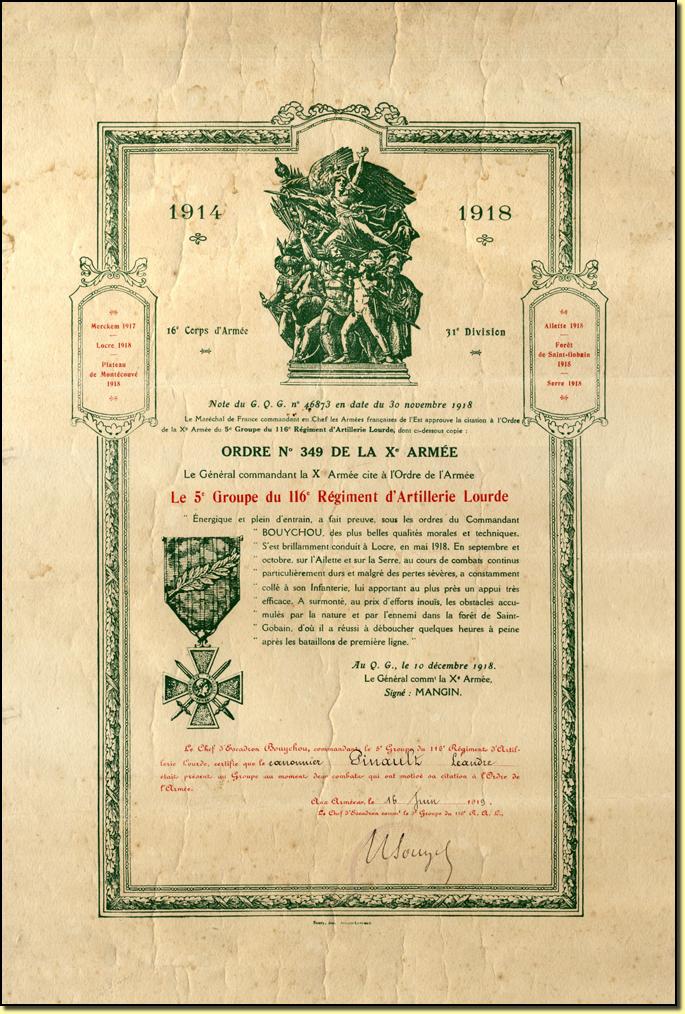 1914
1918
16e Corps d'Armée
31e Division
Merckem 1917
Locre 1918
Plateau
de Montécouvé
1918
Ailette 1918
Forêt
de Saint-Gobain
1918
Serre 1918
Note du G. Q. G. n° 46873 en date du 30 novembre 1918
Le Maréchal de France commandant en Chef les Armées françaises de l'Est approuve la citation à l'Ordre
de la Xe Armée du 5e Groupe du 116e Régiment d'Artillerie Lourde, dont ci-dessous copie :
ORDRE No 349 DE LA Xe ARMÉE
Le Général commandant la X Armée cite à l'Ordre de l'Armée
Le 5e Groupe du 116e Régiment d'Artillerie Lourde
" Énergique et plein d'entrain, a fait preuve, sous les ordres du Commandant
" BOUYCHOU, des plus belles qualités morales et techniques.
" S'est brillamment conduit à Locre, en mai 1918. En septembre et
" octobre, sur l'Ailette et sur la Serre, au cours de combats continus
" particulièrement durs et malgré des pertes sévères, a constamment
" collé à son Infanterie, lui apportant au plus près un appui très
" efficace. A surmonté, au prix d'efforts inouïs, les obstacles accu-
" mulés par la nature et par l'ennemi dans la forêt de Saint-
" Gobain, d'où il a réussi à déboucher quelques heures à peine
" après les bataillons de première ligne. "
Au Q. G., le 10 décembre 1918.
Le Général commt la Xe Armée,
Signé : MANGIN.
Le Chef d'Escadron Bouychou, commandant le 5e Groupe du 116e Régiment d'Artil-
lerie Lourde, certifie que le canonnier Pinault Léandre
était présent au Groupe au moment des combats qui ont motivé sa citation à l'Ordre de
l'Armée.
Aux Armées, le 16 Juin 1919.
Le Chef d'Escadron commt le 5e Groupe du 116e R. A. L.,